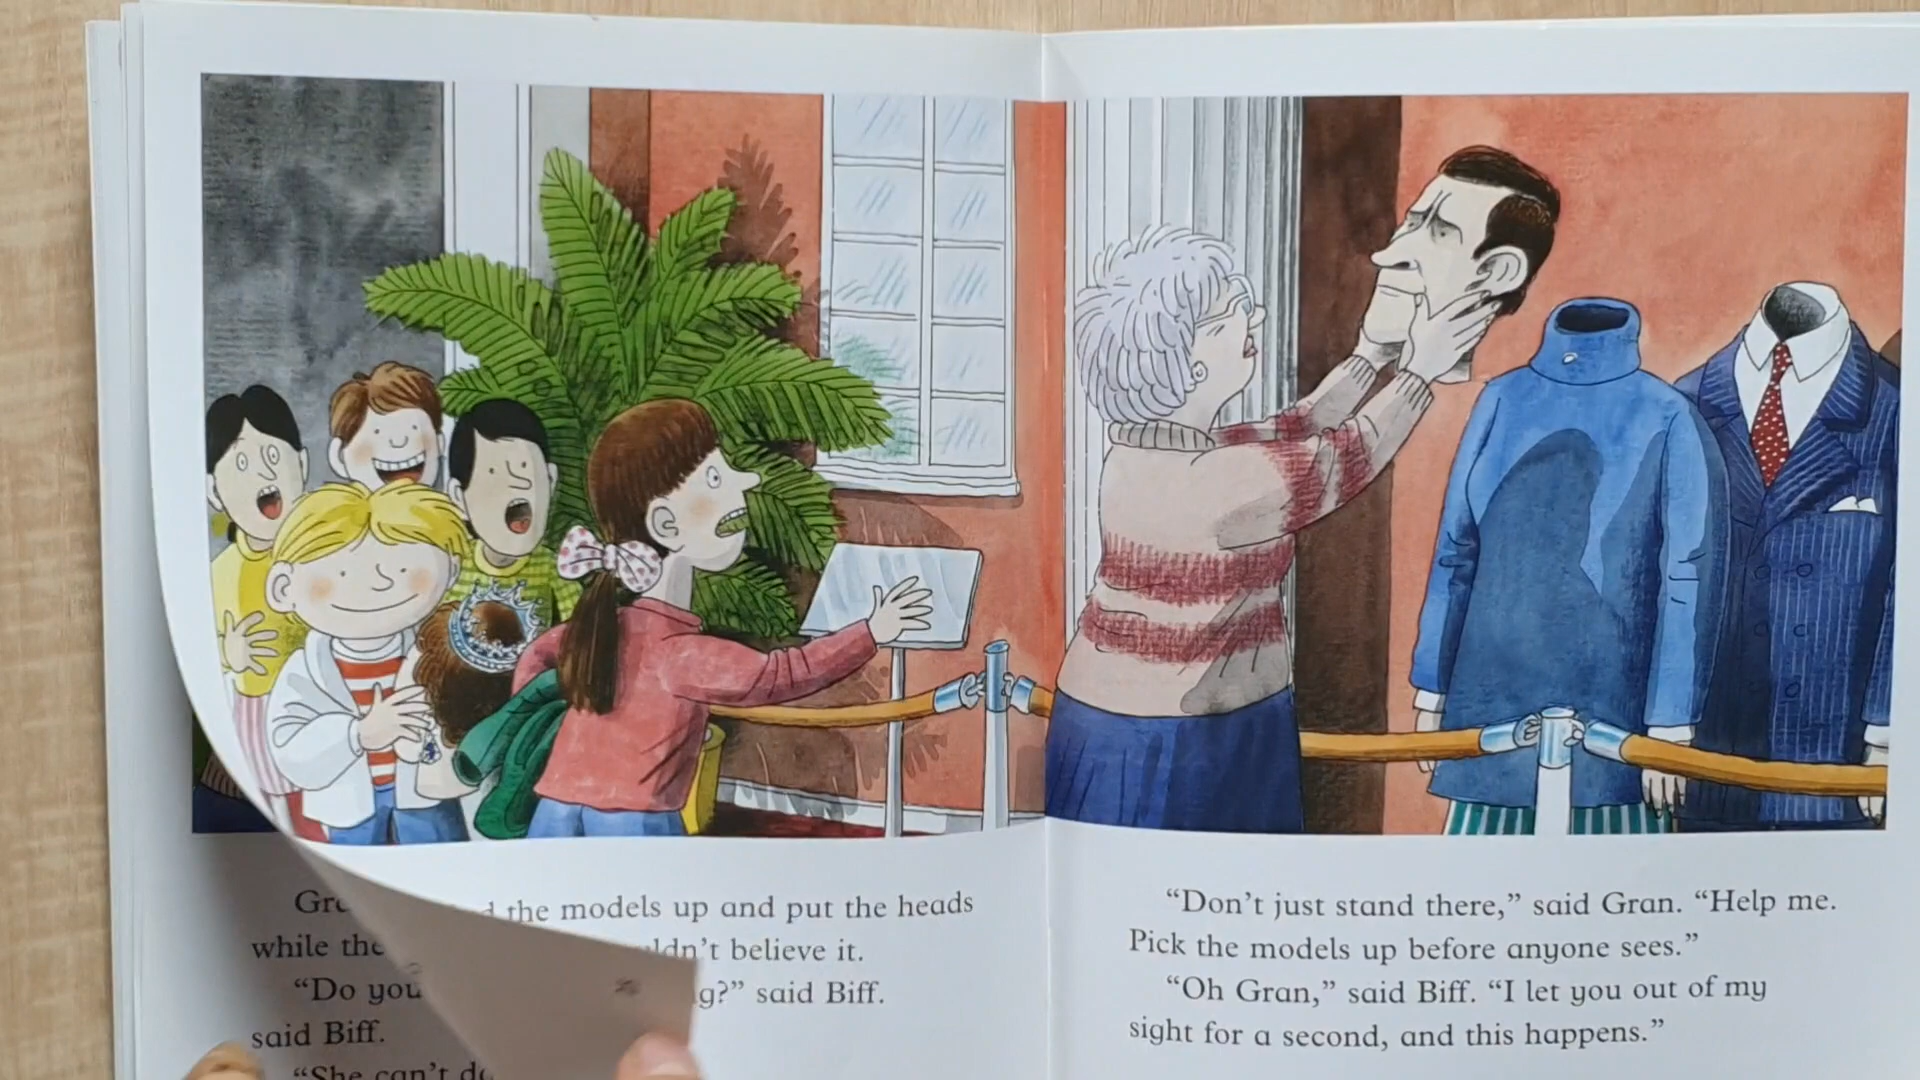 the models up and put the heads
while the
believe it.
"Do you
said Biff.
said Biff.
"She can't
"Don't just stand there," said Gran. "Help me.
Pick the models up before anyone sees."
"Oh Gran," said Biff. "I let you out of my
sight for a second, and this happens."